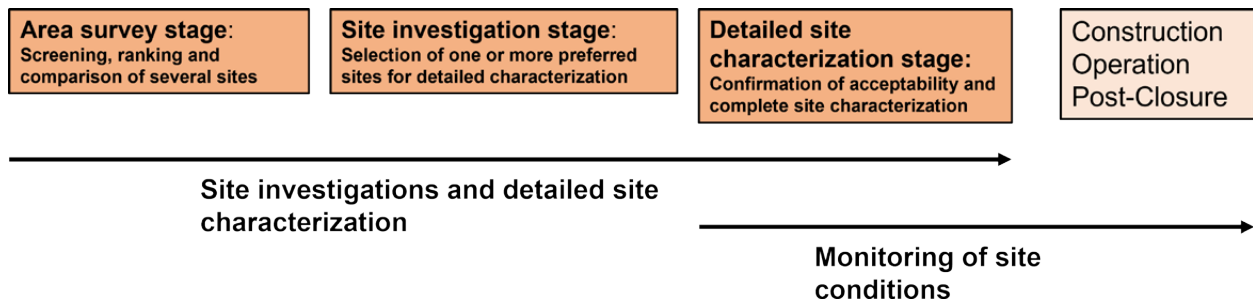 Area survey stage:
Screening, ranking and
comparison of several sites
Site investigation stage:
Selection of one or more preferred
sites for detailed characterization
Detailed site
characterization stage:
Confirmation of acceptability and
complete site characterization
Construction
Operation
Post-Closure
Site investigations and detailed site
characterization
Monitoring of site
conditions